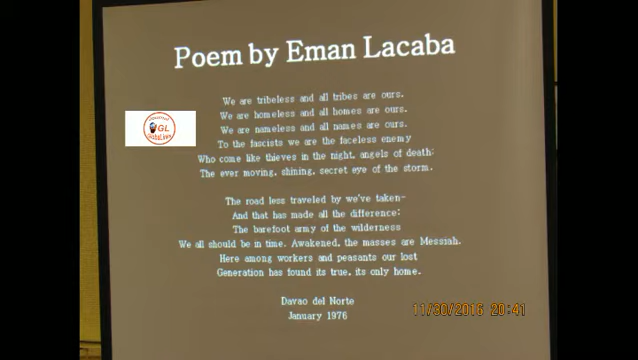 Poem by Eman Lacaba
We are tribeless and all tribes are ours.
We are homeless and all homes are ours.
We are nameless and all names are ours.
To the fascists we are the faceless enemy
Who come like thieves in the night, angels of death:
The ever moving, shining, secret eye of the storm.
The road less traveled by we've taken-
And that has made all the difference:
The barefoot army of the wilderness
We all should be in time. Awakened, the masses are Messiah.
Here among workers and peasants our lost
Generation has found its true, its only home.
Davao del Norte
January 1976
GL
11/30/2016 20:41